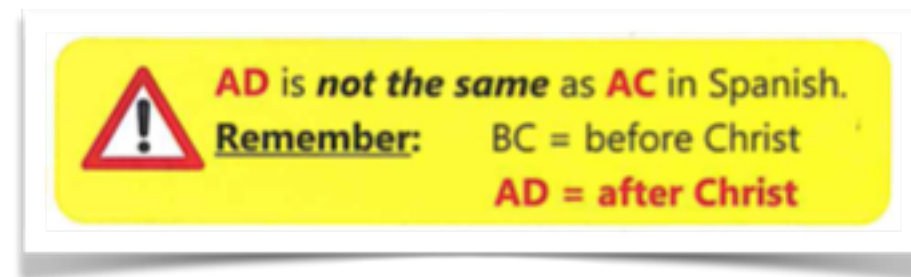 AD is not the same as AC in Spanish.
Remember: BC = before Christ
AD = after Christ